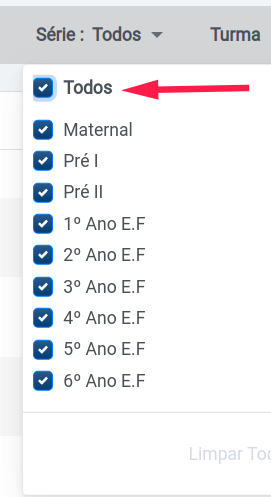 Série : Todos Turma
Todos
Maternal
Pré I
Pré II
1º Ano E.F
2º Ano E.F
3º Ano E.F
4º Ano E.F
5º Ano E.F
6º Ano E.F
Limpar